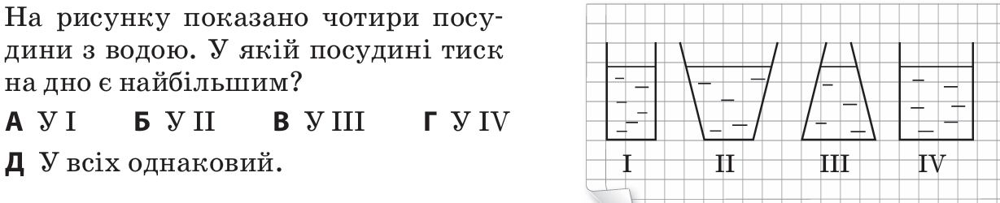 На рисунку показано чотири посу-
дини з водою. У якій посудині тиск
на дно є найбільшим?
А У I Б У II В У III Г У IV
Д У всіх однаковий.
I II III IV